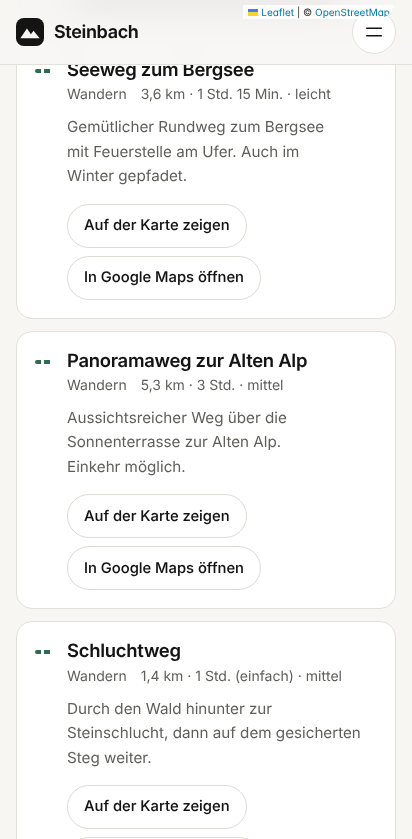 Leaflet | © OpenStreetMap
Steinbach
Seeweg zum Bergsee
Wandern 3,6 km · 1 Std. 15 Min. · leicht
Gemütlicher Rundweg zum Bergsee
mit Feuerstelle am Ufer. Auch im
Winter gepfadet.
Auf der Karte zeigen
In Google Maps öffnen
Panoramaweg zur Alten Alp
Wandern 5,3 km · 3 Std. · mittel
Aussichtsreicher Weg über die
Sonnenterrasse zur Alten Alp.
Einkehr möglich.
Auf der Karte zeigen
In Google Maps öffnen
Schluchtweg
Wandern 1,4 km · 1 Std. (einfach) · mittel
Durch den Wald hinunter zur
Steinschlucht, dann auf dem gesicherten
Steg weiter.
Auf der Karte zeigen